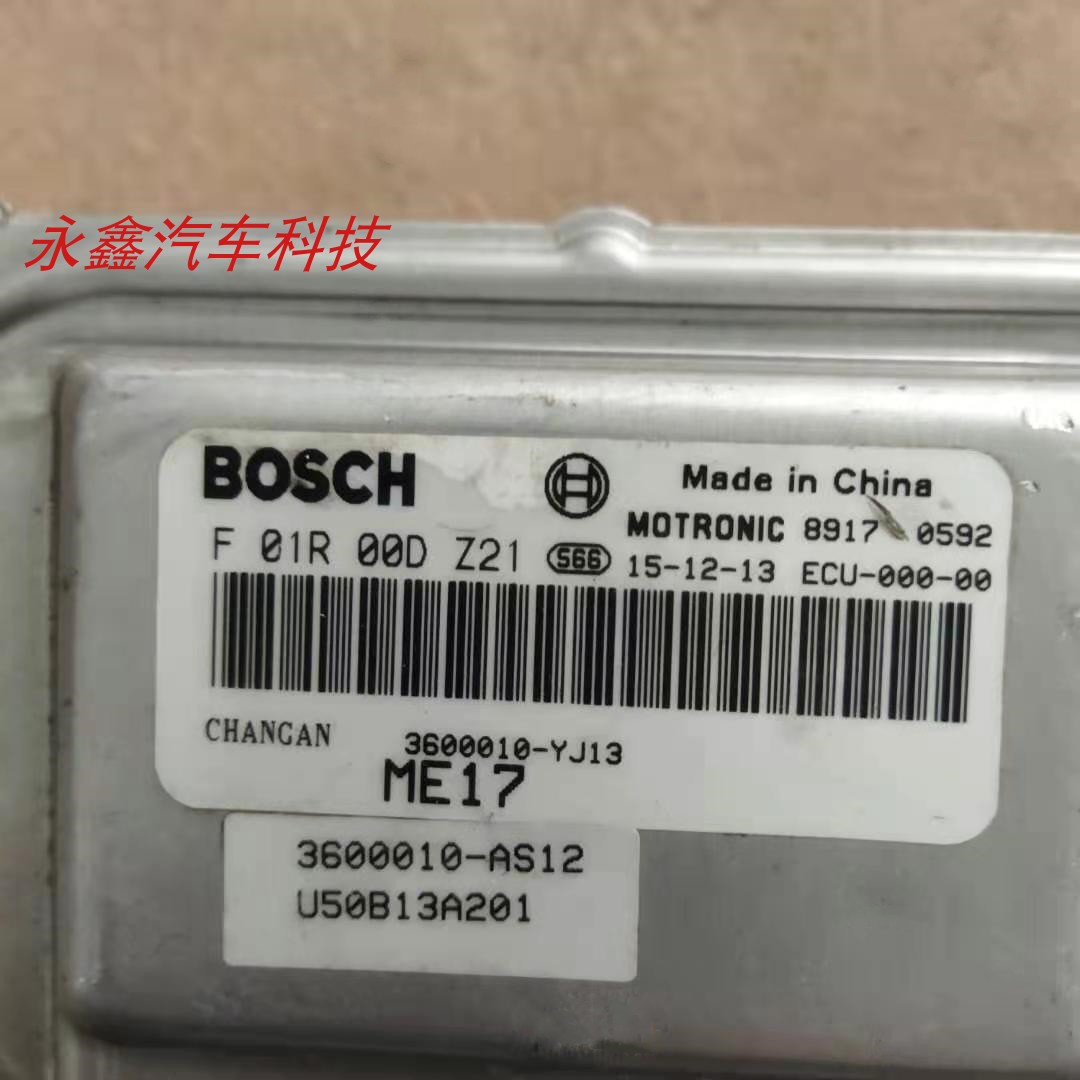 永鑫汽车科技
BOSCH
Made in China
MOTRONIC 8917 0592
F 01R 00D Z21 566 15-12-13 ECU-000-00
CHANGAN 3600010-YJ13
ME17
3600010-AS12
U50B13A201